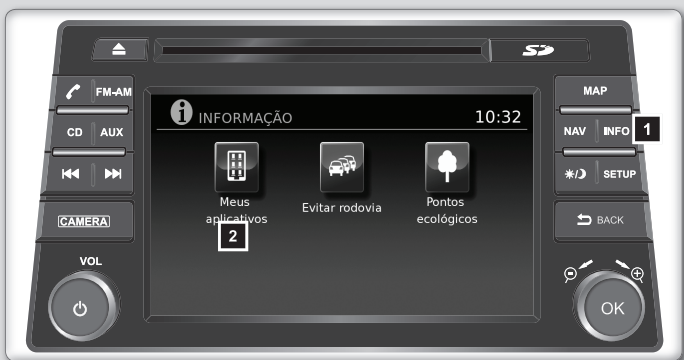 SD
FM-AM
MAP
INFORMAÇÃO
10:32
CD
AUX
NAV
INFO
1
Meus
aplicativos
Evitar rodovia
Pontos
ecológicos
SETUP
2
CAMERA
BACK
VOL
OK